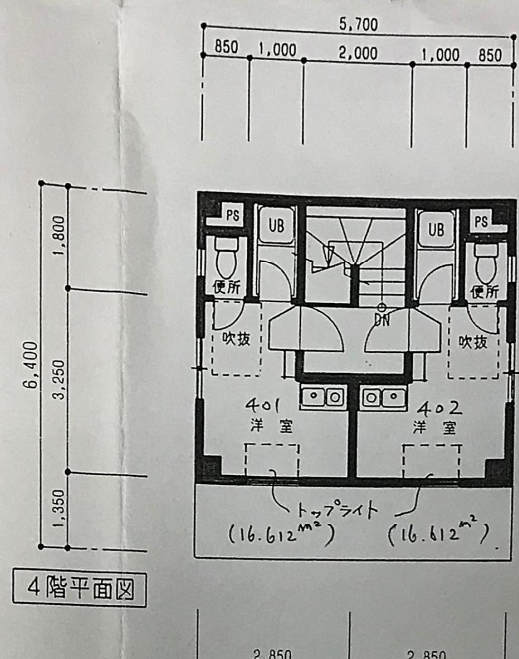 5,700
850 1,000 2,000 1,000 850
1,800
6,400
3,250
1,350
PS UB UB PS
便所 便所
DN
吹抜 吹抜
401 402
洋室 洋室
トップライト
(16.612m²) (16.612m²)
4階平面図
2,850 2,850